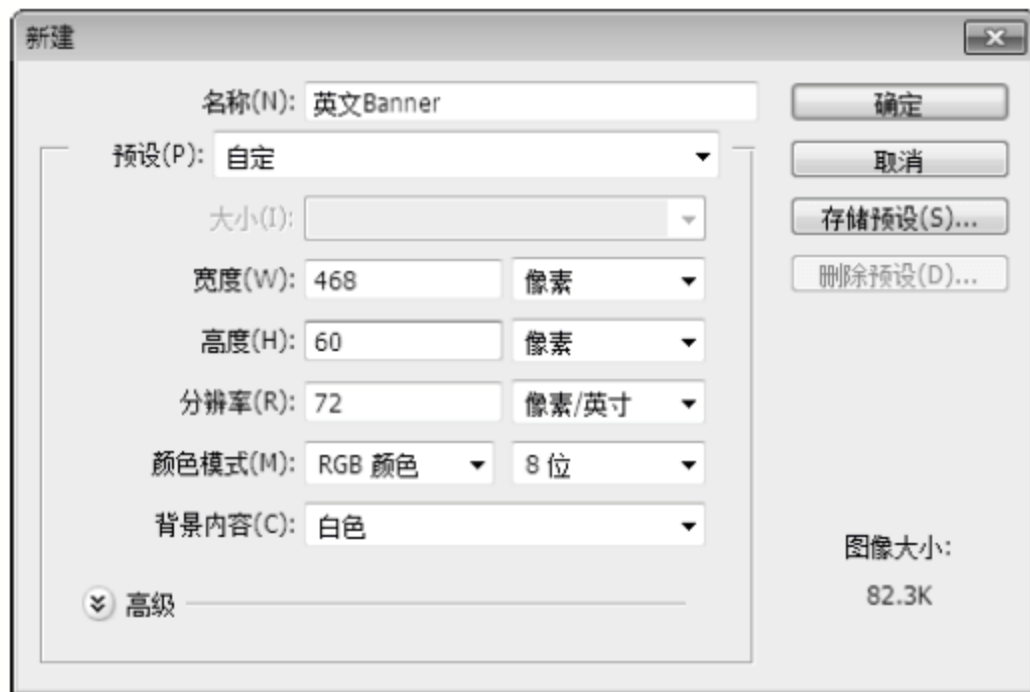 新建
名称(N): 英文Banner 确定
预设(P): 自定 取消
大小(I): 存储预设(S)...
宽度(W): 468 像素 删除预设(D)...
高度(H): 60 像素
分辨率(R): 72 像素/英寸
颜色模式(M): RGB 颜色 8 位
背景内容(C): 白色
图像大小:
高级 82.3K